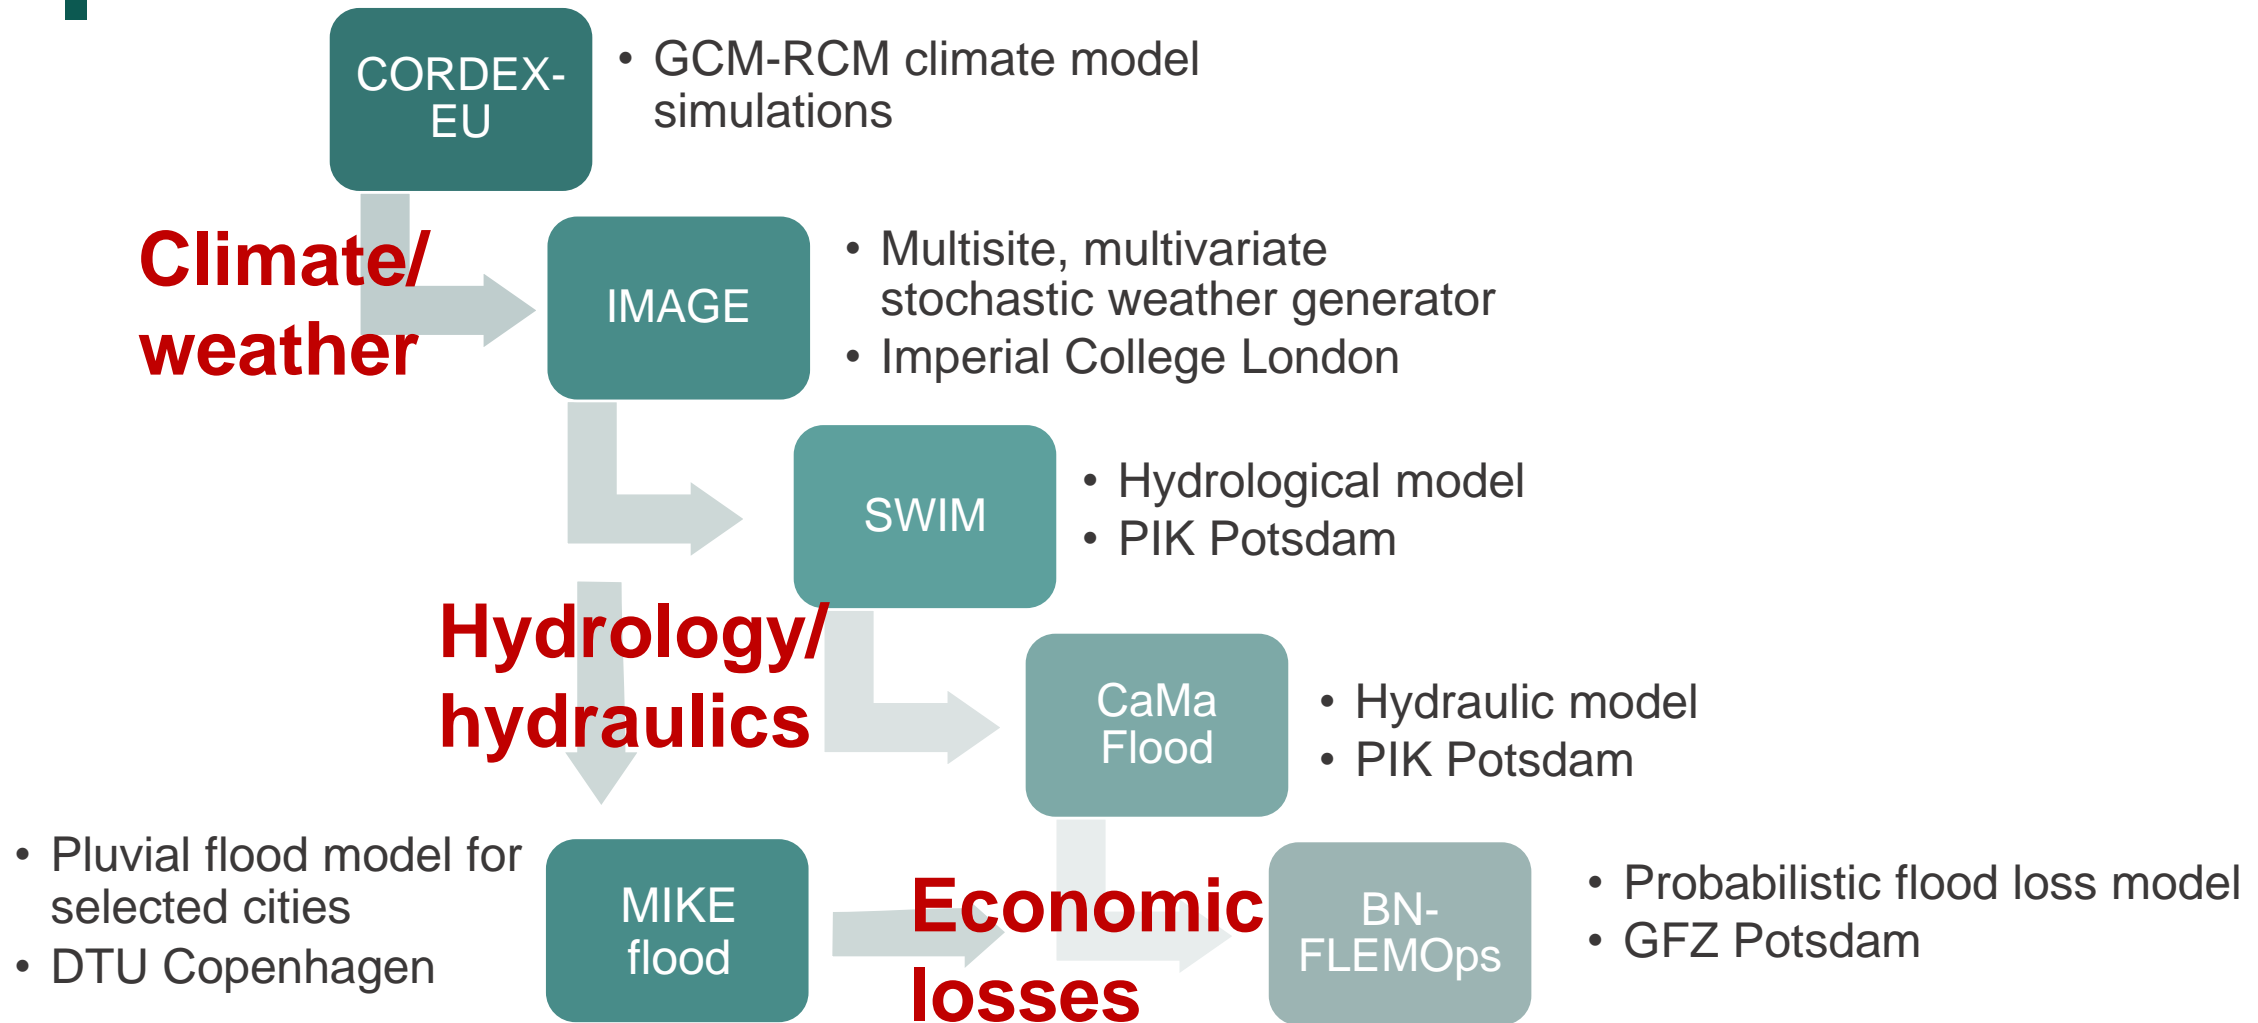 CORDEX-
EU
• GCM-RCM climate model
simulations
Climate/
weather
IMAGE
• Multisite, multivariate
stochastic weather generator
• Imperial College London
SWIM
• Hydrological model
• PIK Potsdam
Hydrology/
hydraulics
CaMa
Flood
• Hydraulic model
• PIK Potsdam
• Pluvial flood model for
selected cities
• DTU Copenhagen
MIKE
flood
Economic
losses
BN-
FLEMOps
• Probabilistic flood loss model
• GFZ Potsdam